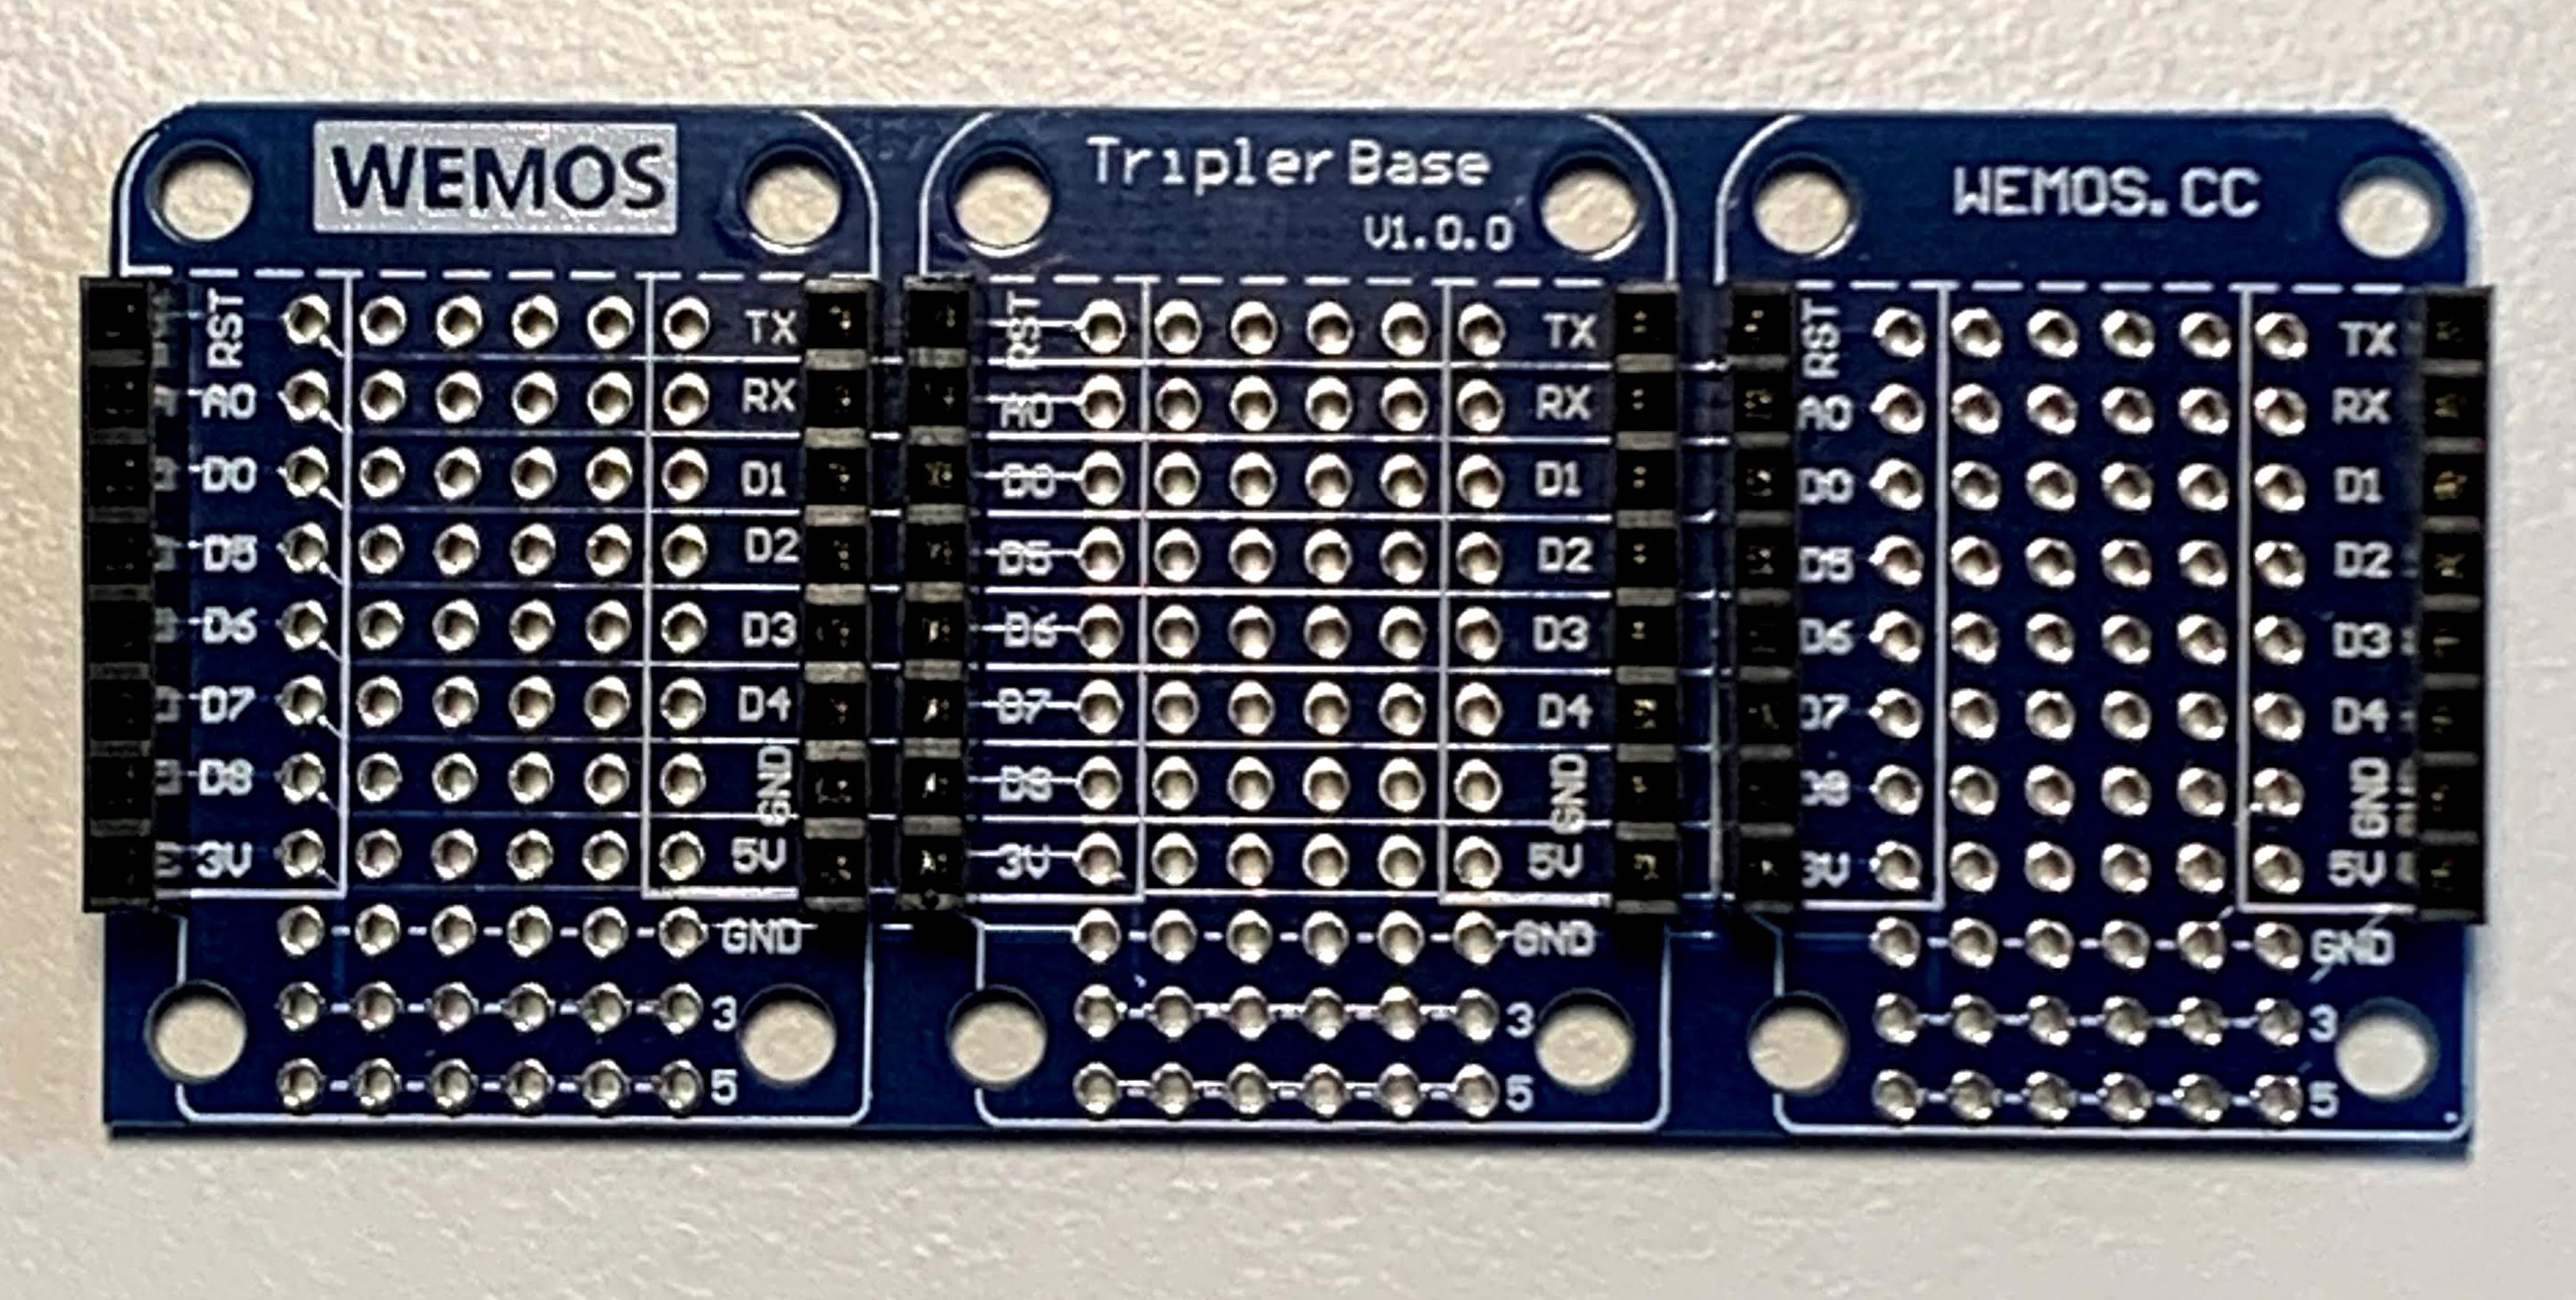 WEMOS
Tripler Base
V1.0.0
WEMOS.CC
RST TX RST TX RST TX
A0 RX A0 RX A0 RX
D0 D1 D0 D1 D0 D1
D5 D2 D5 D2 D5 D2
D6 D3 D6 D3 D6 D3
D7 D4 D7 D4 D7 D4
D8 GND D8 GND D8 GND
3V 5V 3V 5V 3V 5V
GND GND GND
3 3 3
5 5 5